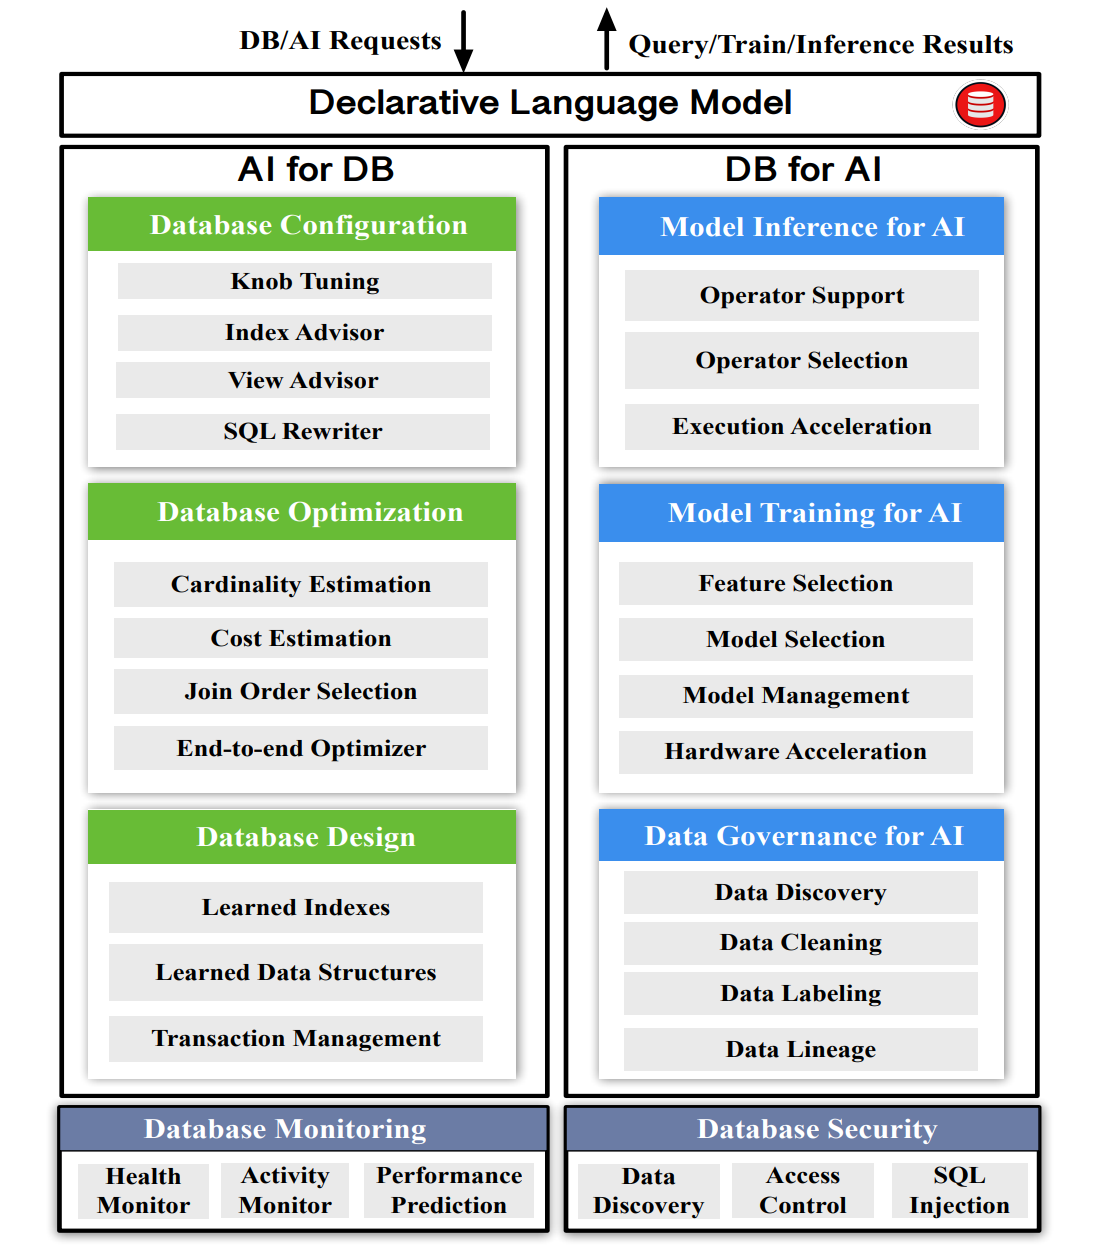 DB/AI Requests
Query/Train/Inference Results
Declarative Language Model
AI for DB
Database Configuration
Knob Tuning
Index Advisor
View Advisor
SQL Rewriter
Database Optimization
Cardinality Estimation
Cost Estimation
Join Order Selection
End-to-end Optimizer
Database Design
Learned Indexes
Learned Data Structures
Transaction Management
DB for AI
Model Inference for AI
Operator Support
Operator Selection
Execution Acceleration
Model Training for AI
Feature Selection
Model Selection
Model Management
Hardware Acceleration
Data Governance for AI
Data Discovery
Data Cleaning
Data Labeling
Data Lineage
Database Monitoring
Health
Monitor
Activity
Monitor
Performance
Prediction
Database Security
Data
Discovery
Access
Control
SQL
Injection